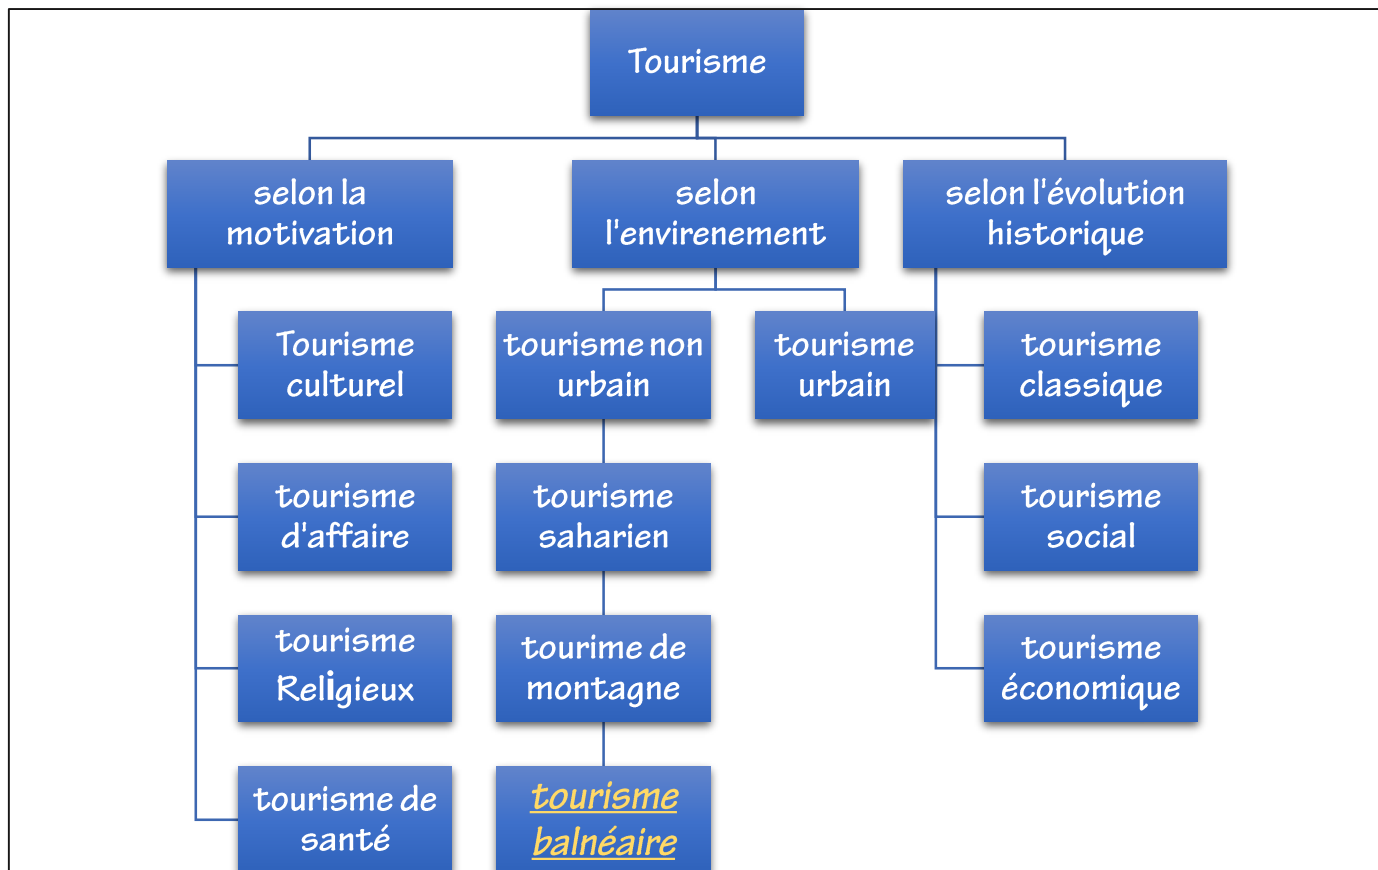 Tourisme
selon la
motivation
selon
l'envirenement
selon l'évolution
historique
Tourisme
culturel
tourisme non
urbain
tourisme
urbain
tourisme
classique
tourisme
d'affaire
tourisme
saharien
tourisme
social
tourisme
Religieux
tourime de
montagne
tourisme
économique
tourisme de
santé
tourisme
balnéaire